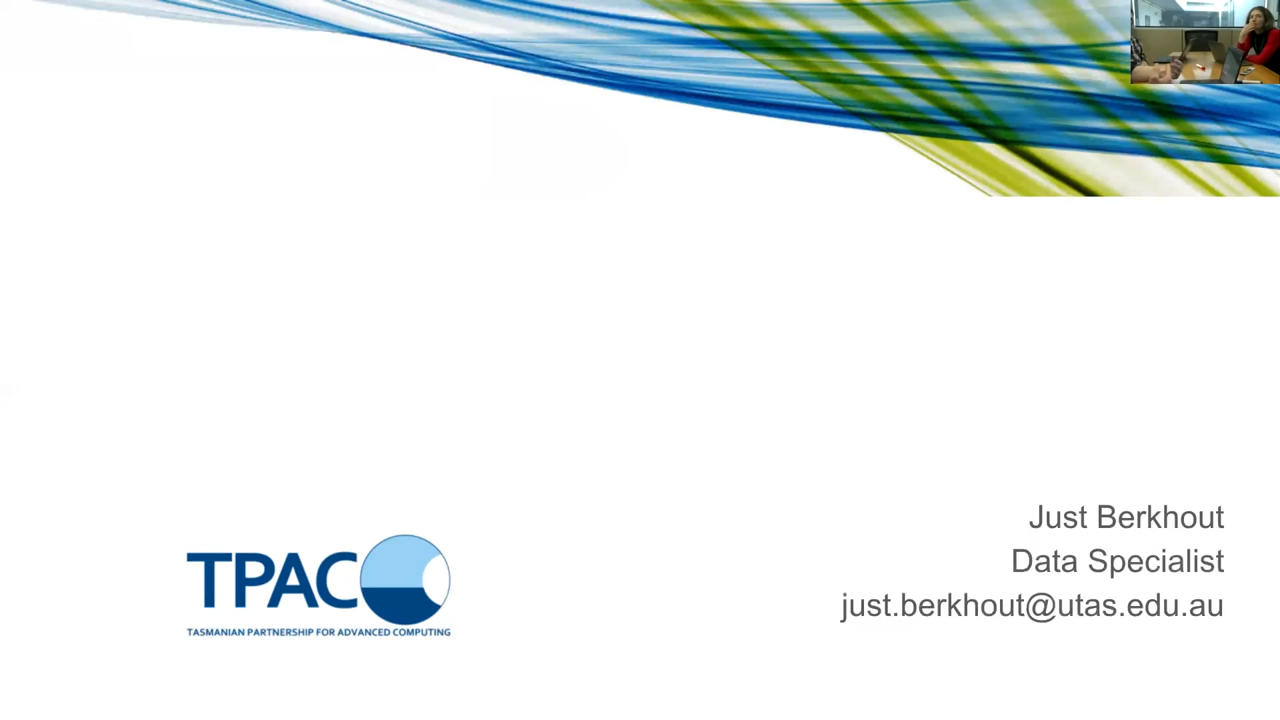 Just Berkhout
Data Specialist
just.berkhout@utas.edu.au
TPAC
TASMANIAN PARTNERSHIP FOR ADVANCED COMPUTING